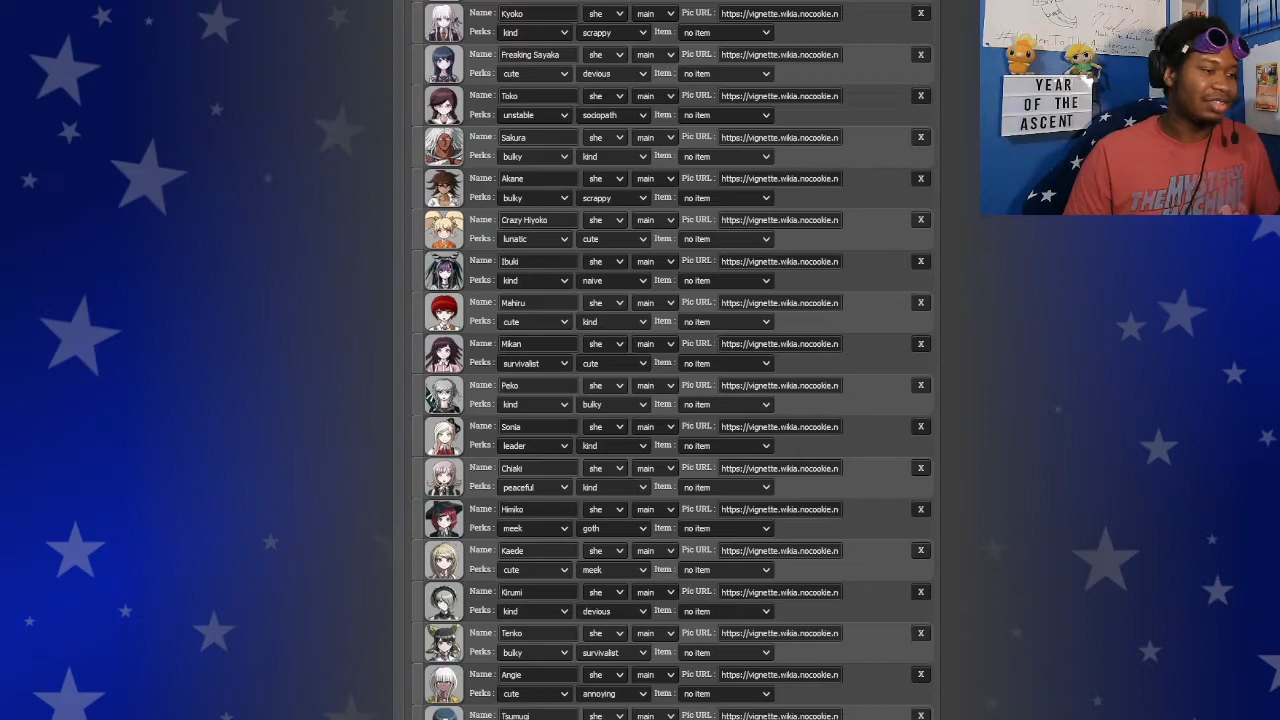 Name : Kyoko she main Pic URL : https://vignette.wikia.nocookie.n X
Perks : kind scrappy Item : no item
Name : Freaking Sayaka she main Pic URL : https://vignette.wikia.nocookie.n X
Perks : cute devious Item : no item
Name : Toko she main Pic URL : https://vignette.wikia.nocookie.n X
Perks : unstable sociopath Item : no item
Name : Sakura she main Pic URL : https://vignette.wikia.nocookie.n X
Perks : bulky kind Item : no item
Name : Akane she main Pic URL : https://vignette.wikia.nocookie.n X
Perks : bulky scrappy Item : no item
Name : Crazy Hiyoko she main Pic URL : https://vignette.wikia.nocookie.n X
Perks : lunatic cute Item : no item
Name : Ibuki she main Pic URL : https://vignette.wikia.nocookie.n X
Perks : kind naive Item : no item
Name : Mahiru she main Pic URL : https://vignette.wikia.nocookie.n X
Perks : cute kind Item : no item
Name : Mikan she main Pic URL : https://vignette.wikia.nocookie.n X
Perks : survivalist cute Item : no item
Name : Peko she main Pic URL : https://vignette.wikia.nocookie.n X
Perks : kind bulky Item : no item
Name : Sonia she main Pic URL : https://vignette.wikia.nocookie.n X
Perks : leader kind Item : no item
Name : Chiaki she main Pic URL : https://vignette.wikia.nocookie.n X
Perks : peaceful kind Item : no item
Name : Himiko she main Pic URL : https://vignette.wikia.nocookie.n X
Perks : meek goth Item : no item
Name : Kaede she main Pic URL : https://vignette.wikia.nocookie.n X
Perks : cute meek Item : no item
Name : Kirumi she main Pic URL : https://vignette.wikia.nocookie.n X
Perks : kind devious Item : no item
Name : Tenko she main Pic URL : https://vignette.wikia.nocookie.n X
Perks : bulky survivalist Item : no item
Name : Angie she main Pic URL : https://vignette.wikia.nocookie.n X
Perks : cute annoying Item : no item
Name : Tsumugi she main Pic URL : https://vignette.wikia.nocookie.n X
YEAR
OF THE
ASCENT
THE MYSTERY
MACHINE